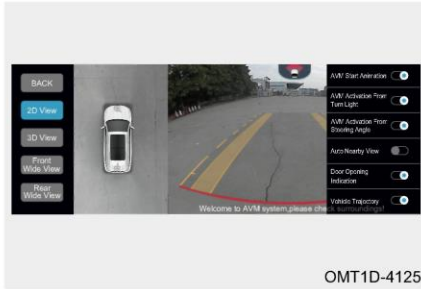 BACK
2D View
3D View
Front
Wide View
Rear
Wide View
AVM Start Animation
AVM Activation From
Turn Light
AVM Activation From
Steering Angle
Auto Nearby View
Door Opening
Indication
Vehicle Trajectory
Welcome to AVM system,please check surroundings!
OMT1D-4125